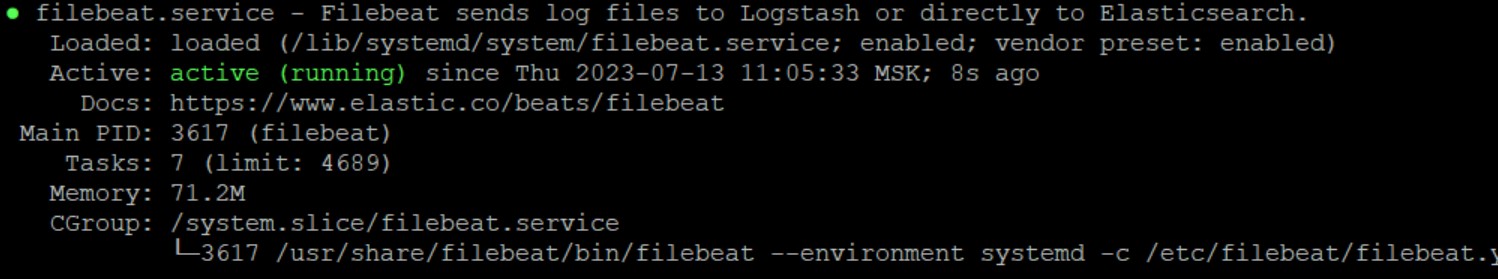 ● filebeat.service - Filebeat sends log files to Logstash or directly to Elasticsearch.
Loaded: loaded (/lib/systemd/system/filebeat.service; enabled; vendor preset: enabled)
Active: active (running) since Thu 2023-07-13 11:05:33 MSK; 8s ago
Docs: https://www.elastic.co/beats/filebeat
Main PID: 3617 (filebeat)
Tasks: 7 (limit: 4689)
Memory: 71.2M
CGroup: /system.slice/filebeat.service
└─3617 /usr/share/filebeat/bin/filebeat --environment systemd -c /etc/filebeat/filebeat.y